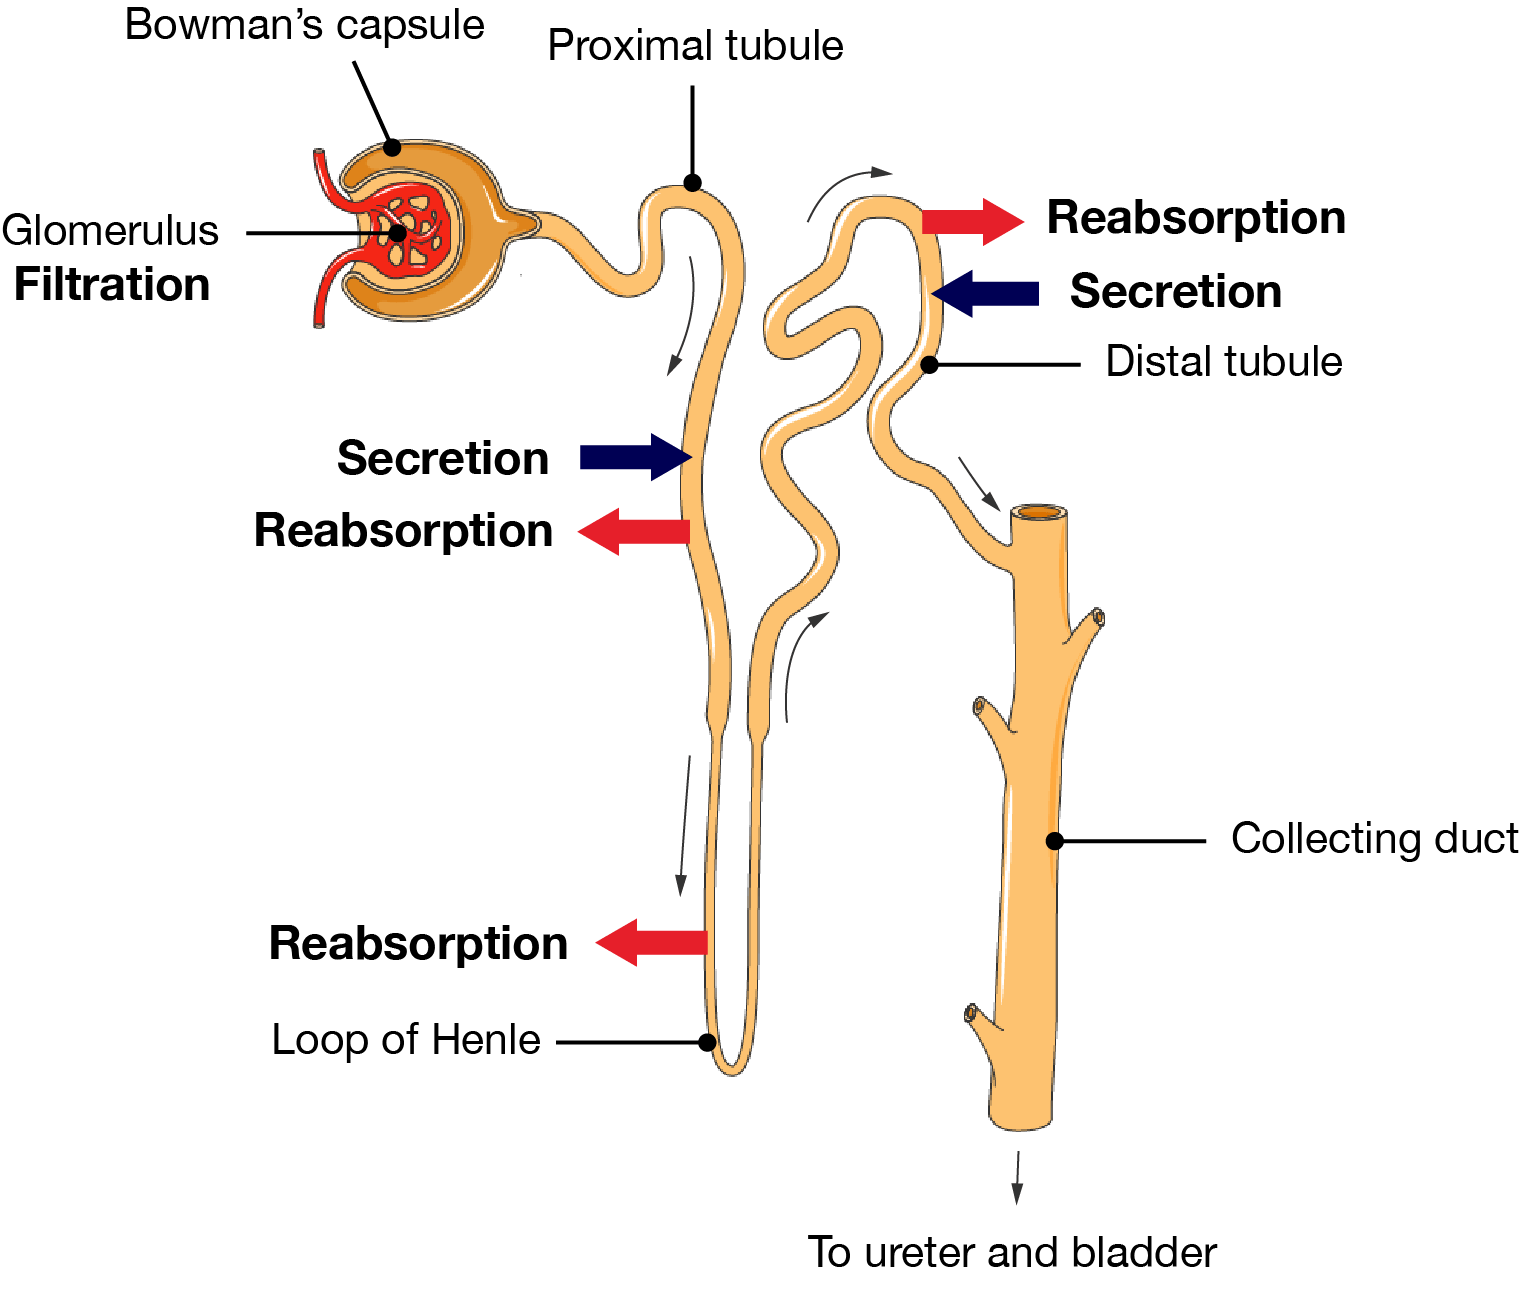 Bowman’s capsule
Proximal tubule
Glomerulus
Filtration
Reabsorption
Secretion
Distal tubule
Secretion
Reabsorption
Collecting duct
Reabsorption
Loop of Henle
To ureter and bladder